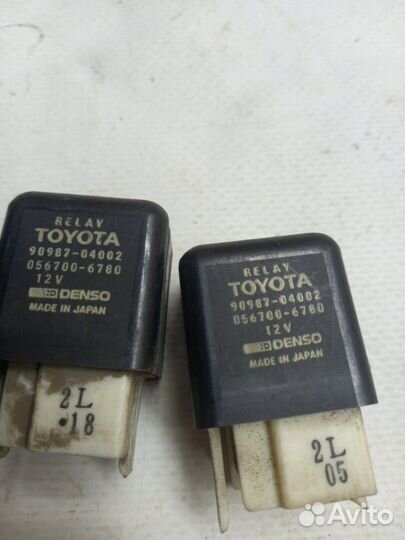 RELAY
TOYOTA
90987-04002
056700-6780
12V
DENSO
MADE IN JAPAN
2L
•18
RELAY
TOYOTA
90987-04002
056700-6780
12V
DENSO
MADE IN JAPAN
2L
05
Avito